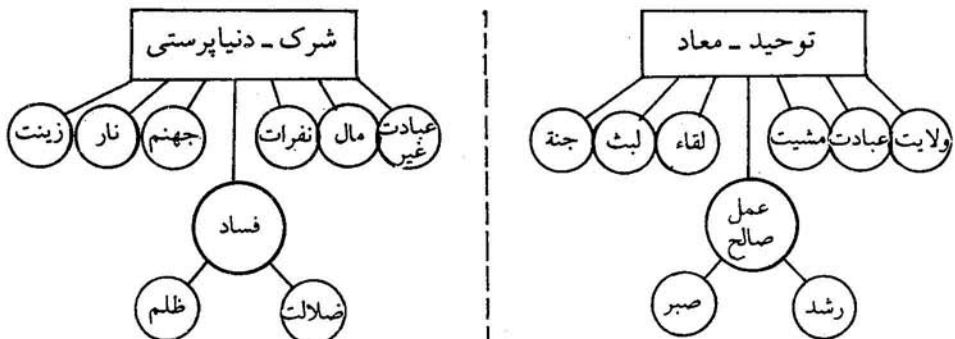 توحید ـ معاد
ولایت
عبادت
مشیت
لقاء
لبث
جنة
عمل
صالح
رشد
صبر
شرک ـ دنیاپرستی
عبادت
غیر
مال
نفرات
جهنم
نار
زینت
فساد
ضلالت
ظلم